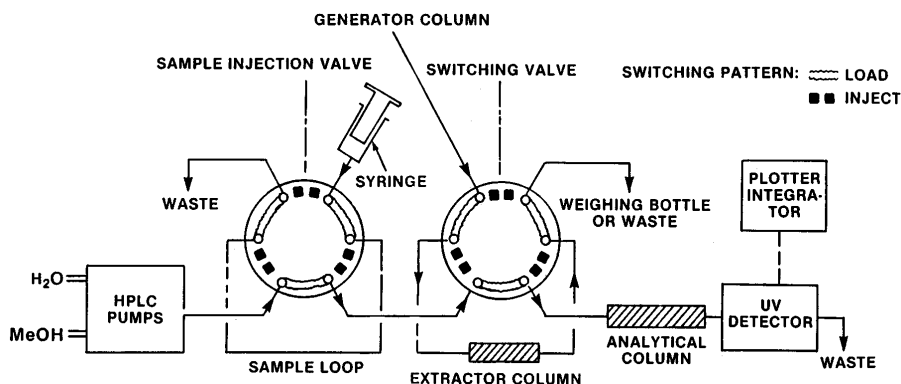 GENERATOR COLUMN
SAMPLE INJECTION VALVE
SWITCHING VALVE
SWITCHING PATTERN:
LOAD
INJECT
SYRINGE
WASTE
WEIGHING BOTTLE
OR WASTE
PLOTTER
INTEGRA-
TOR
H₂O
MeOH
HPLC
PUMPS
SAMPLE LOOP
EXTRACTOR COLUMN
ANALYTICAL
COLUMN
UV
DETECTOR
WASTE